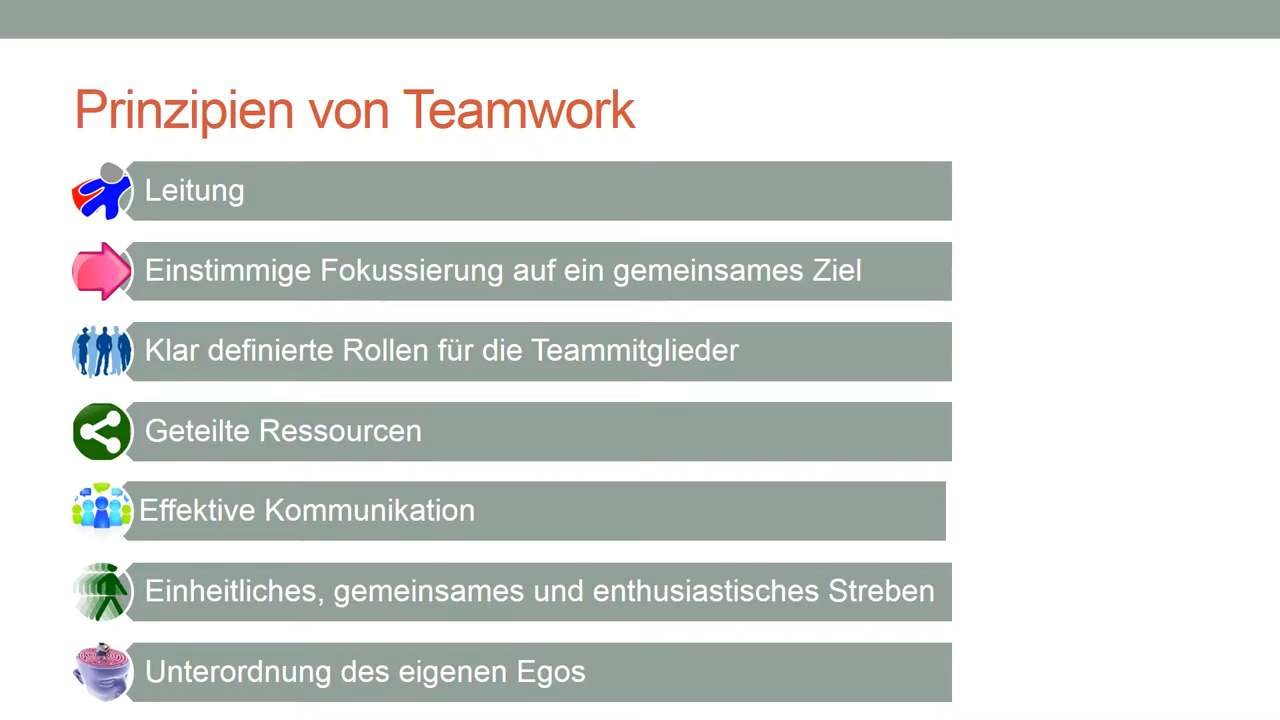 Prinzipien von Teamwork
Leitung
Einstimmige Fokussierung auf ein gemeinsames Ziel
Klar definierte Rollen für die Teammitglieder
Geteilte Ressourcen
Effektive Kommunikation
Einheitliches, gemeinsames und enthusiastisches Streben
Unterordnung des eigenen Egos